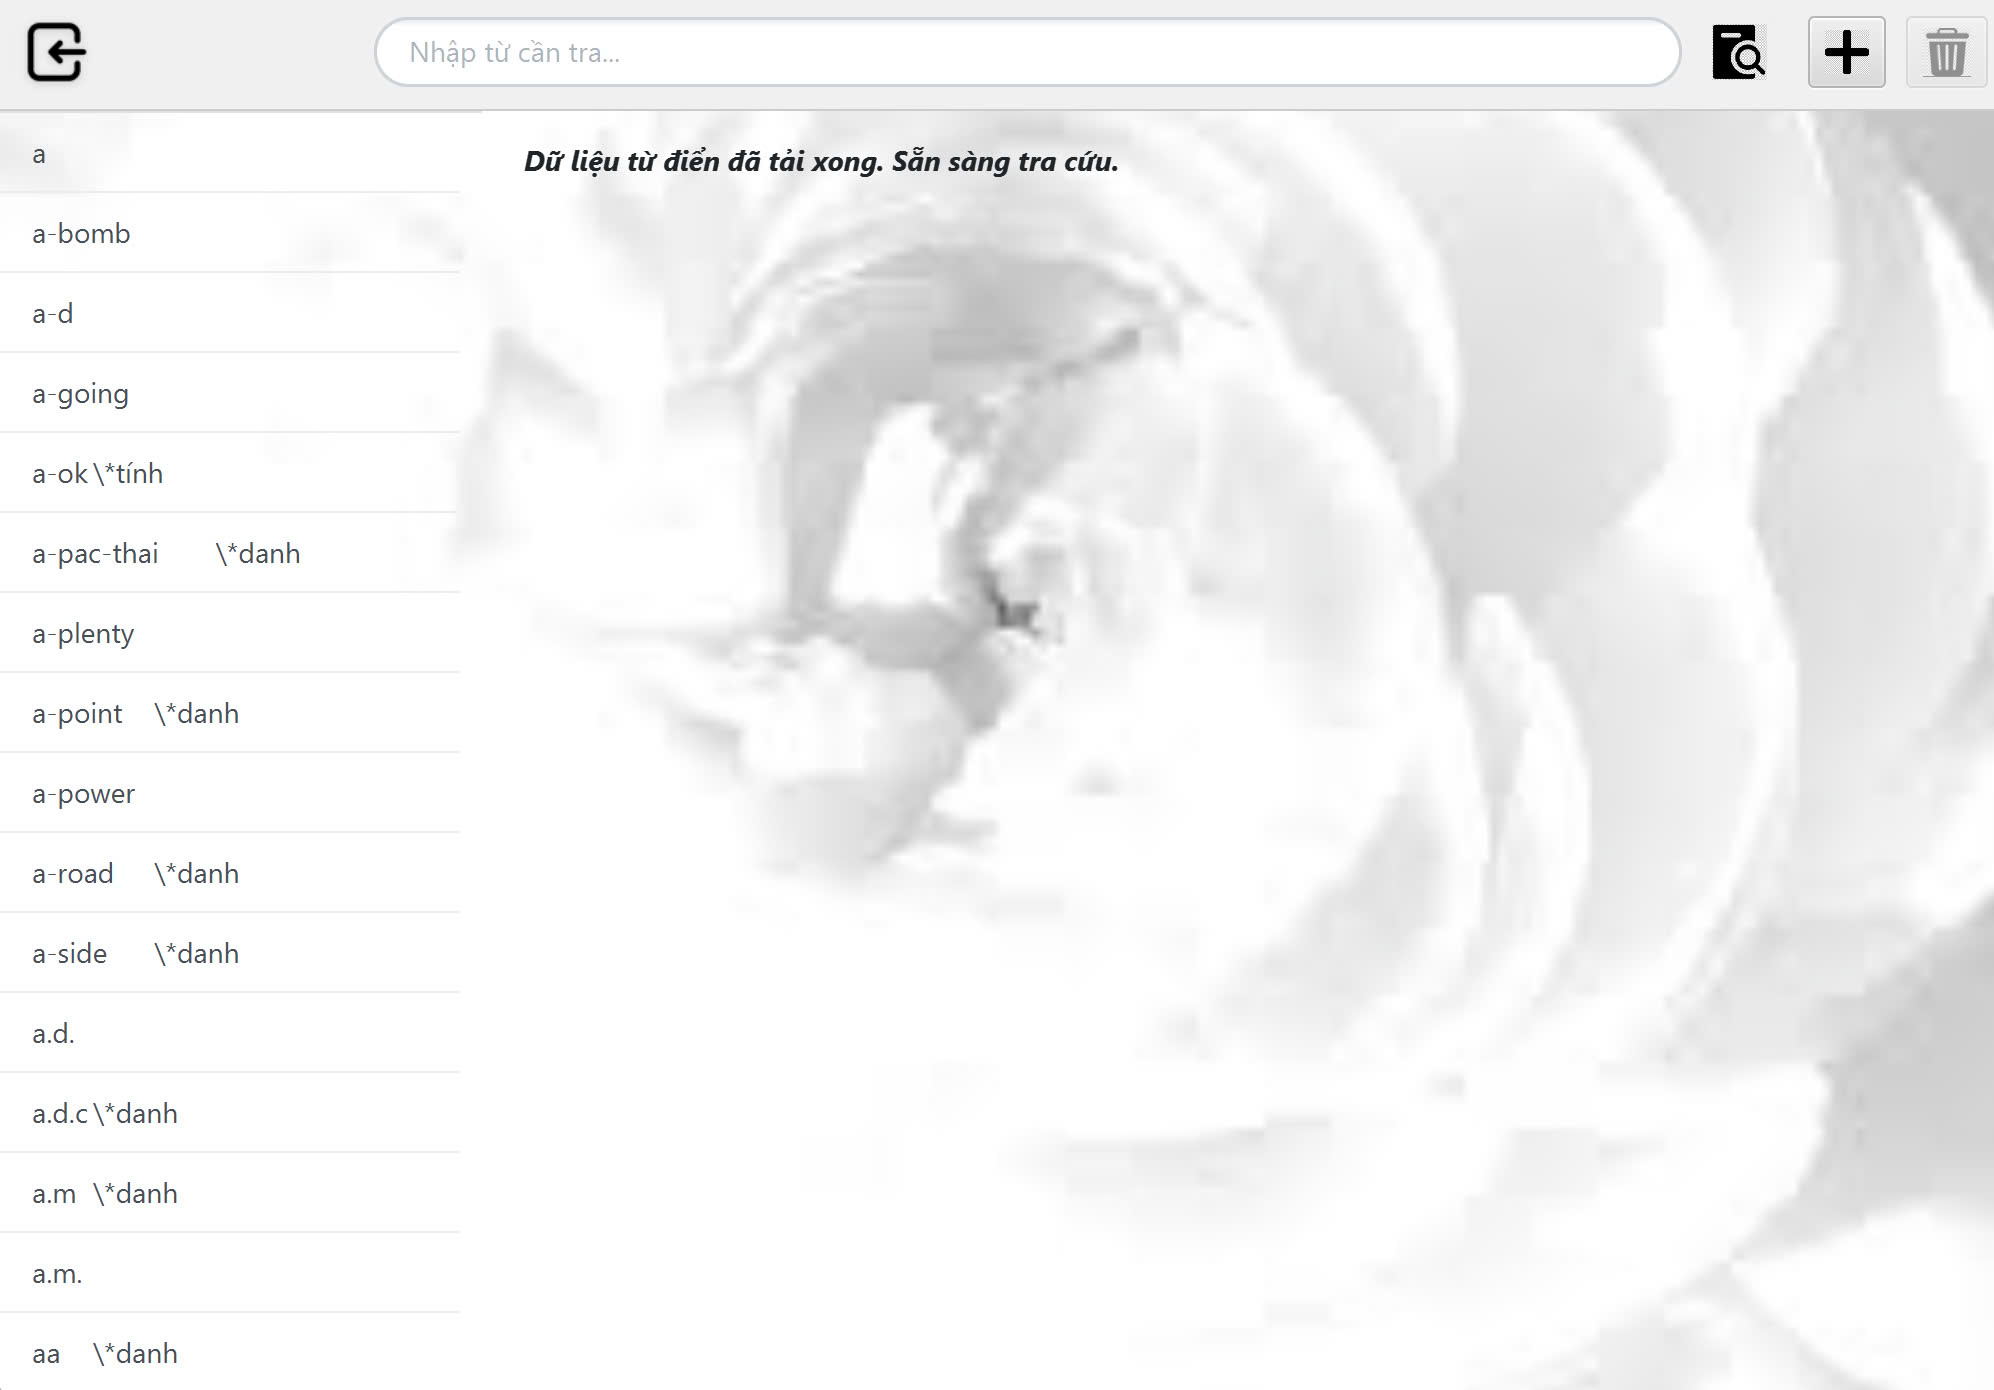 Nhập từ cần tra...
Dữ liệu từ điển đã tải xong. Sẵn sàng tra cứu.
a
a-bomb
a-d
a-going
a-ok \*tính
a-pac-thai \*danh
a-plenty
a-point \*danh
a-power
a-road \*danh
a-side \*danh
a.d.
a.d.c \*danh
a.m \*danh
a.m.
aa \*danh